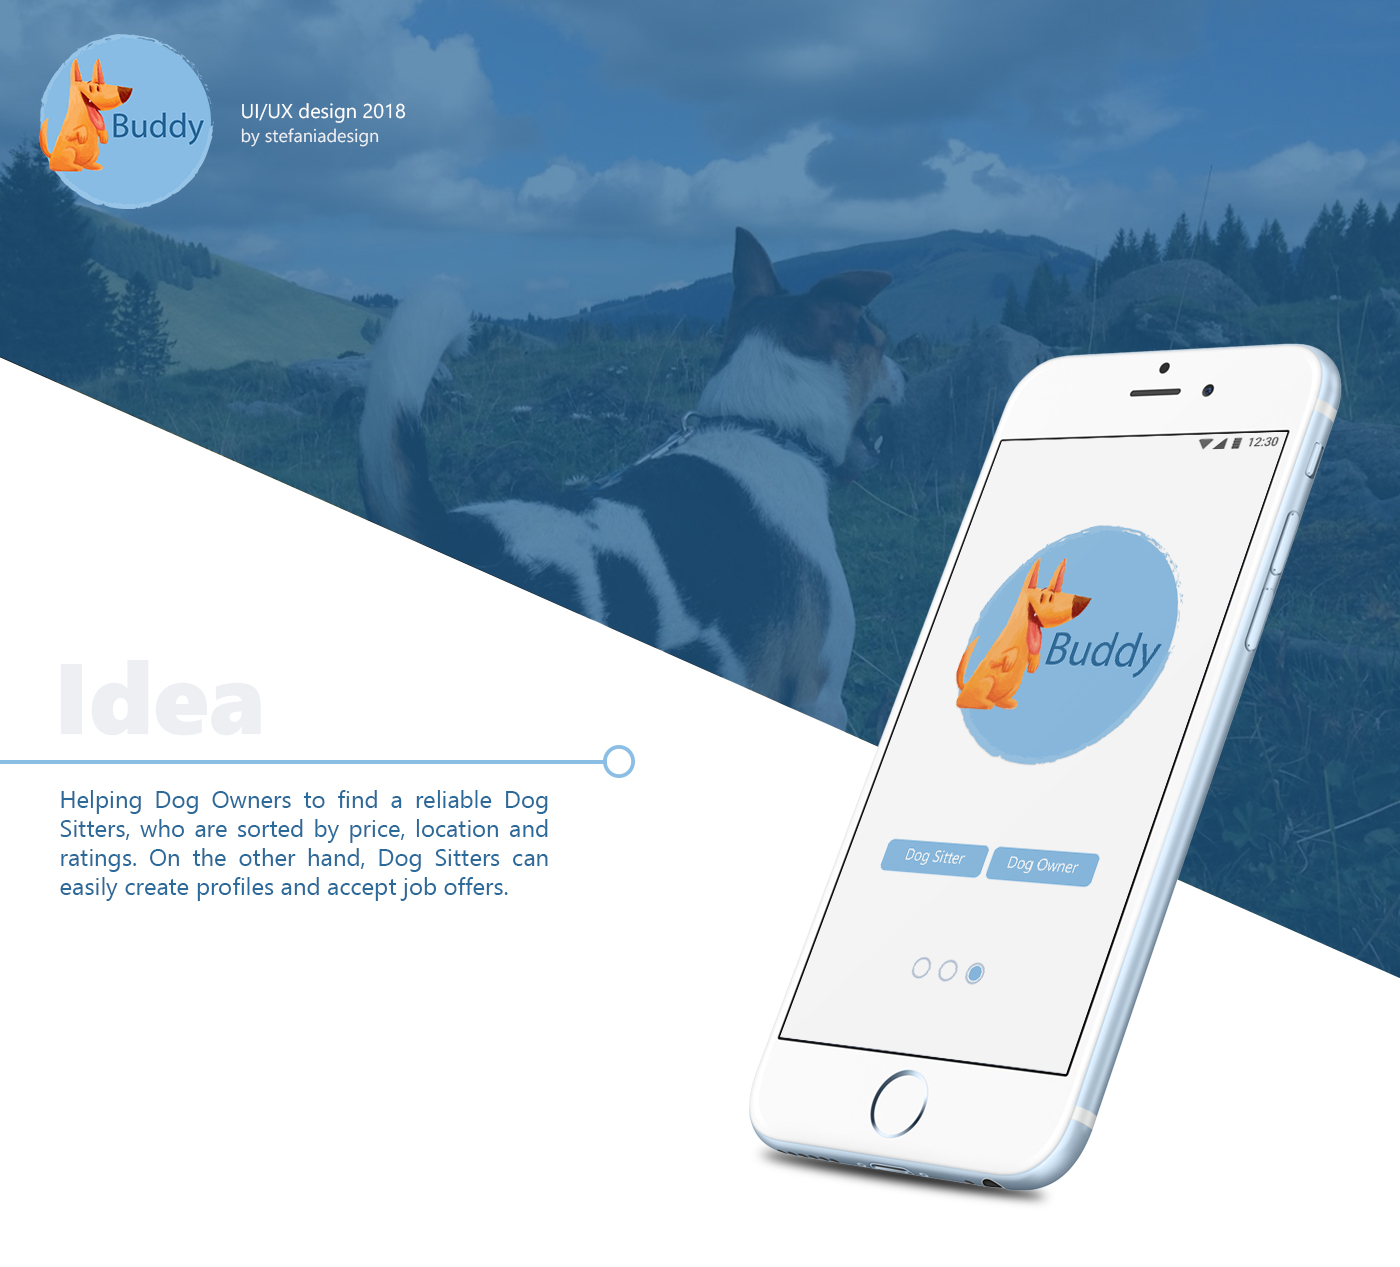 Buddy
UI/UX design 2018
by stefaniadesign
12:30
Buddy
Dog Sitter
Dog Owner
Idea
Helping Dog Owners to find a reliable Dog
Sitters, who are sorted by price, location and
ratings. On the other hand, Dog Sitters can
easily create profiles and accept job offers.